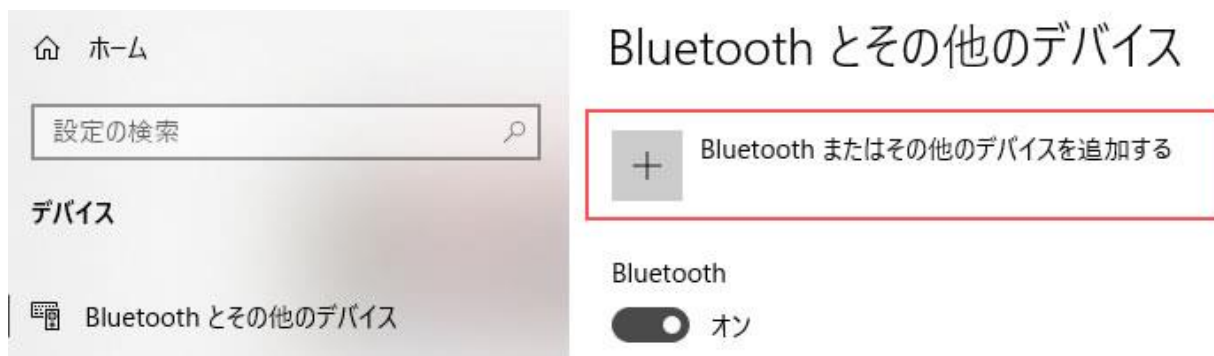 ホーム
設定の検索
デバイス
Bluetooth とその他のデバイス
Bluetooth とその他のデバイス
Bluetooth またはその他のデバイスを追加する
Bluetooth
オン